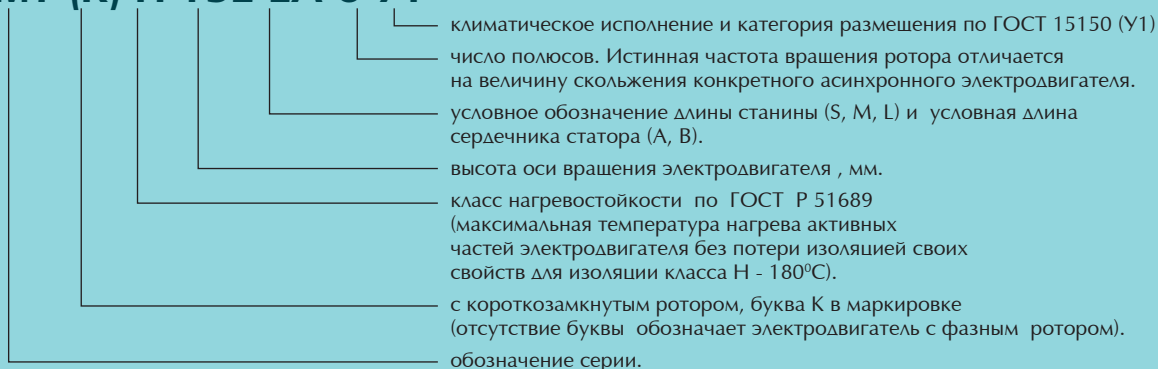 климатическое исполнение и категория размещения по ГОСТ 15150 (У1)
число полюсов. Истинная частота вращения ротора отличается
на величину скольжения конкретного асинхронного электродвигателя.
условное обозначение длины станины (S, M, L) и условная длина
сердечника статора (А, В).
высота оси вращения электродвигателя , мм.
класс нагревостойкости по ГОСТ Р 51689
(максимальная температура нагрева активных
частей электродвигателя без потери изоляцией своих
свойств для изоляции класса Н - 180⁰С).
с короткозамкнутым ротором, буква К в маркировке
(отсутствие буквы обозначает электродвигатель с фазным ротором).
обозначение серии.